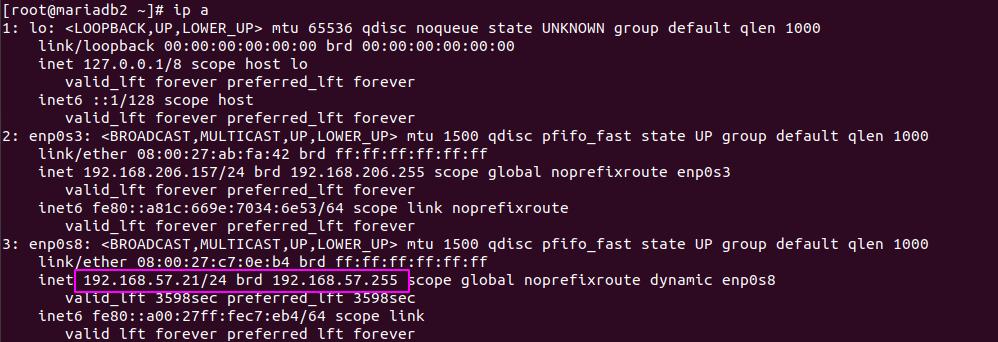 [root@mariadb2 ~]# ip a
1: lo: <LOOPBACK,UP,LOWER_UP> mtu 65536 qdisc noqueue state UNKNOWN group default qlen 1000
    link/loopback 00:00:00:00:00:00 brd 00:00:00:00:00:00
    inet 127.0.0.1/8 scope host lo
       valid_lft forever preferred_lft forever
    inet6 ::1/128 scope host
       valid_lft forever preferred_lft forever
2: enp0s3: <BROADCAST,MULTICAST,UP,LOWER_UP> mtu 1500 qdisc pfifo_fast state UP group default qlen 1000
    link/ether 08:00:27:ab:fa:42 brd ff:ff:ff:ff:ff:ff
    inet 192.168.206.157/24 brd 192.168.206.255 scope global noprefixroute enp0s3
       valid_lft forever preferred_lft forever
    inet6 fe80::a81c:669e:7034:6e53/64 scope link noprefixroute
       valid_lft forever preferred_lft forever
3: enp0s8: <BROADCAST,MULTICAST,UP,LOWER_UP> mtu 1500 qdisc pfifo_fast state UP group default qlen 1000
    link/ether 08:00:27:c7:0e:b4 brd ff:ff:ff:ff:ff:ff
    inet 192.168.57.21/24 brd 192.168.57.255 scope global noprefixroute dynamic enp0s8
       valid_lft 3598sec preferred_lft 3598sec
    inet6 fe80::a00:27ff:fec7:eb4/64 scope link
       valid_lft forever preferred_lft forever